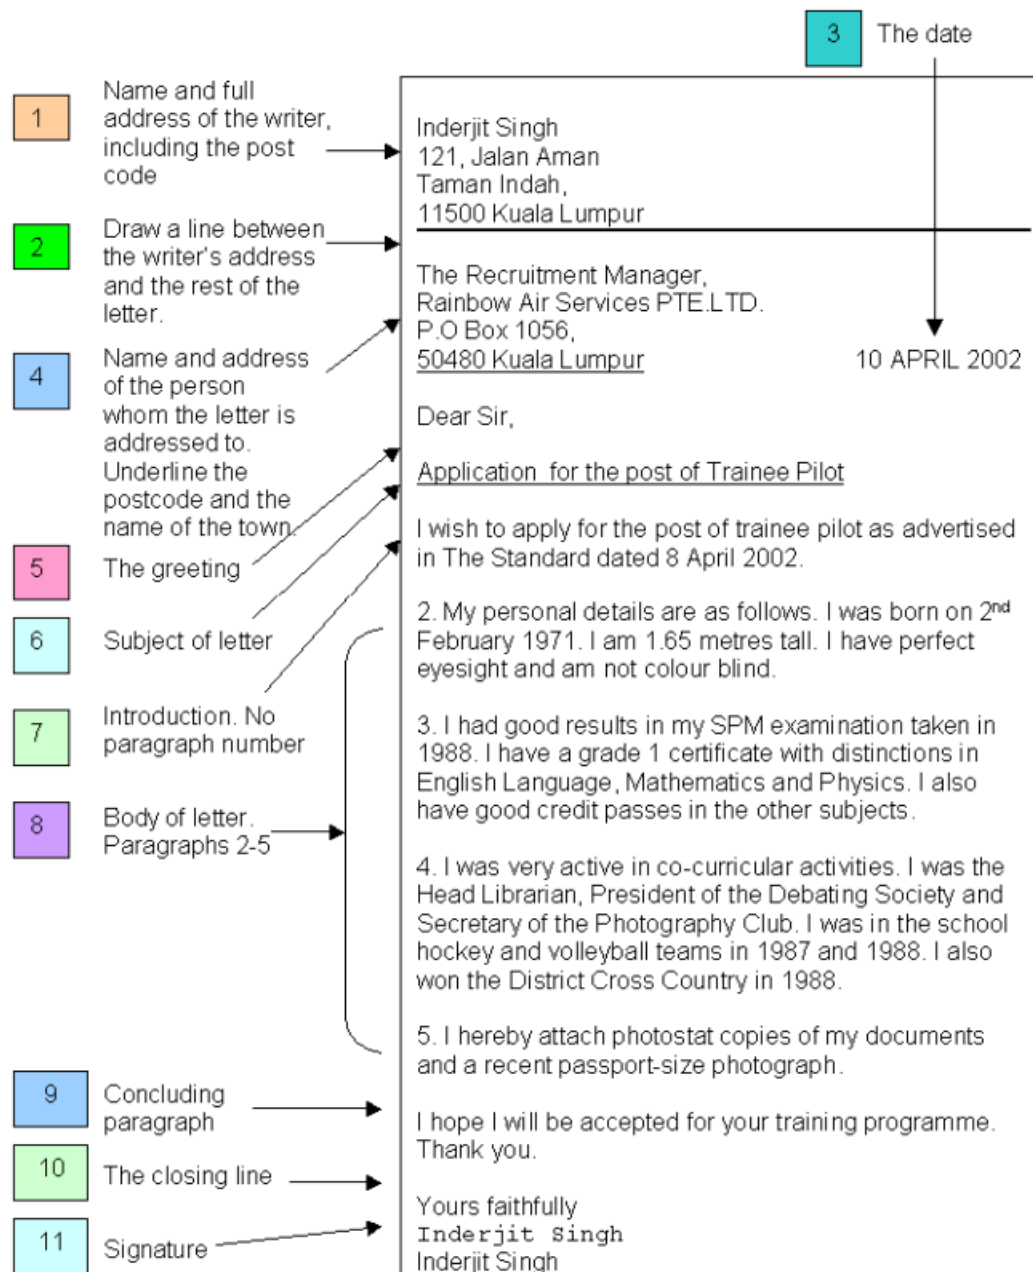 3
The date
1
Name and full
address of the writer,
including the post
code
2
Draw a line between
the writer's address
and the rest of the
letter.
4
Name and address
of the person
whom the letter is
addressed to.
Underline the
postcode and the
name of the town.
5
The greeting
6
Subject of letter
7
Introduction. No
paragraph number
8
Body of letter.
Paragraphs 2-5
9
Concluding
paragraph
10
The closing line
11
Signature
Inderjit Singh
121, Jalan Aman
Taman Indah,
11500 Kuala Lumpur
The Recruitment Manager,
Rainbow Air Services PTE.LTD.
P.O Box 1056,
50480 Kuala Lumpur
10 APRIL 2002
Dear Sir,
Application for the post of Trainee Pilot
I wish to apply for the post of trainee pilot as advertised
in The Standard dated 8 April 2002.
2. My personal details are as follows. I was born on 2nd
February 1971. I am 1.65 metres tall. I have perfect
eyesight and am not colour blind.
3. I had good results in my SPM examination taken in
1988. I have a grade 1 certificate with distinctions in
English Language, Mathematics and Physics. I also
have good credit passes in the other subjects.
4. I was very active in co-curricular activities. I was the
Head Librarian, President of the Debating Society and
Secretary of the Photography Club. I was in the school
hockey and volleyball teams in 1987 and 1988. I also
won the District Cross Country in 1988.
5. I hereby attach photostat copies of my documents
and a recent passport-size photograph.
I hope I will be accepted for your training programme.
Thank you.
Yours faithfully
Inderjit Singh
Inderjit Singh